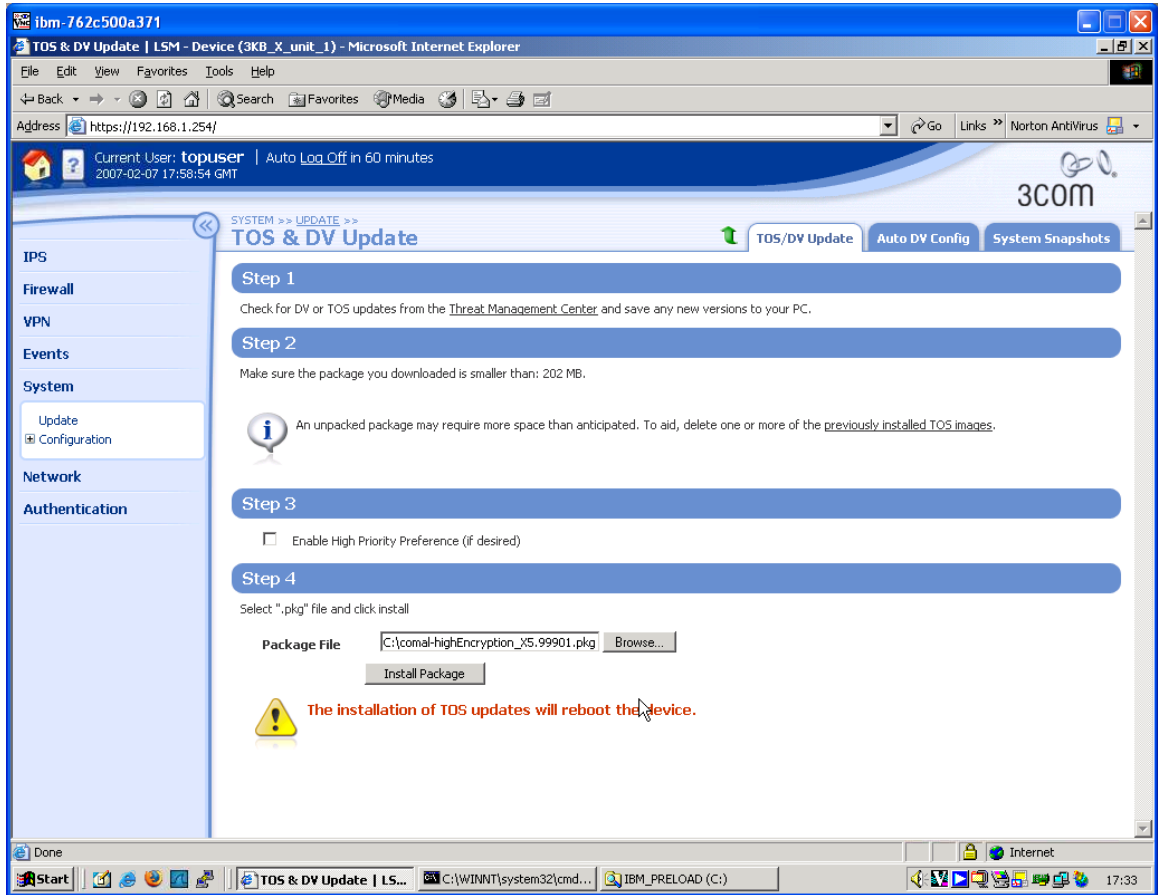 ibm-762c500a371
TOS & DV Update | LSM - Device (3KB_X_unit_1) - Microsoft Internet Explorer
File Edit View Favorites Tools Help
Back Search Favorites Media
Address https://192.168.1.254/ Go Links » Norton AntiVirus
Current User: topuser | Auto Log Off in 60 minutes
2007-02-07 17:58:54 GMT
3COM
SYSTEM >> UPDATE >>
TOS & DV Update
TOS/DV Update Auto DV Config System Snapshots
IPS
Firewall
VPN
Events
System
Update
Configuration
Network
Authentication
Step 1
Check for DV or TOS updates from the Threat Management Center and save any new versions to your PC.
Step 2
Make sure the package you downloaded is smaller than: 202 MB.
An unpacked package may require more space than anticipated. To aid, delete one or more of the previously installed TOS images.
Step 3
Enable High Priority Preference (if desired)
Step 4
Select ".pkg" file and click install
Package File C:\comal-highEncryption_X5.99901.pkg Browse...
Install Package
The installation of TOS updates will reboot the device.
Done Internet
Start TOS & DV Update | LS... C:\WINNT\system32\cmd... IBM_PRELOAD (C:) 17:33